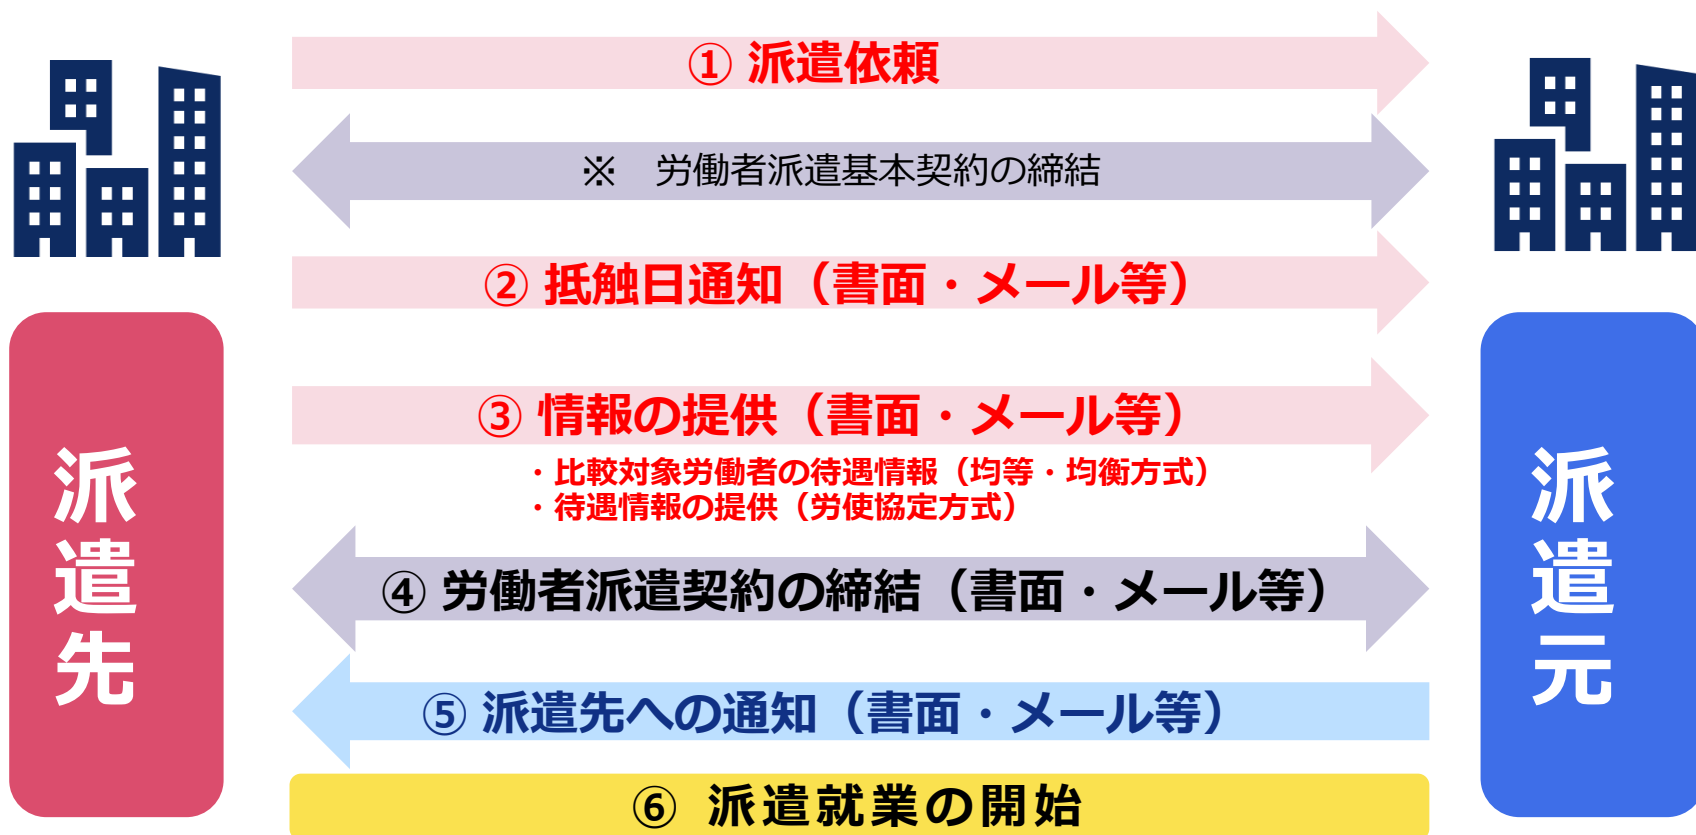 ① 派遣依頼
※　労働者派遣基本契約の締結
② 抵触日通知（書面・メール等）
③ 情報の提供（書面・メール等）
・比較対象労働者の待遇情報（均等・均衡方式）
・待遇情報の提供（労使協定方式）
④ 労働者派遣契約の締結（書面・メール等）
⑤ 派遣先への通知（書面・メール等）
⑥ 派遣就業の開始
派遣先
派遣元